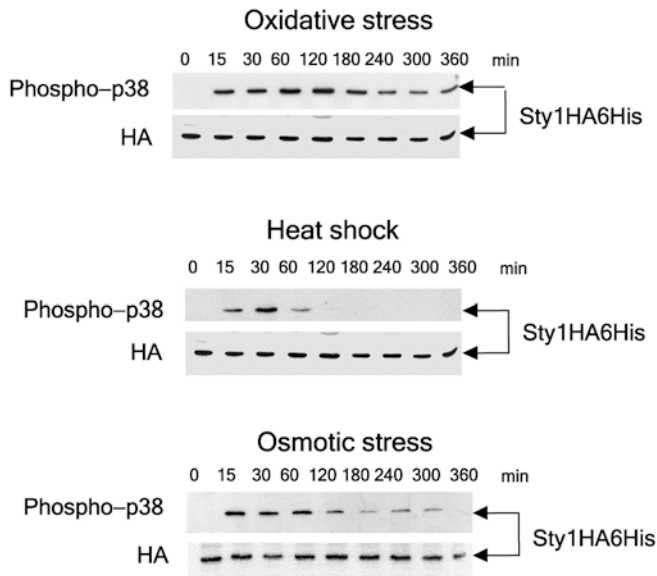 Oxidative stress
0 15 30 60 120 180 240 300 360 min
Phospho–p38
Sty1HA6His
HA
Heat shock
0 15 30 60 120 180 240 300 360 min
Phospho–p38
Sty1HA6His
HA
Osmotic stress
0 15 30 60 120 180 240 300 360 min
Phospho–p38
Sty1HA6His
HA